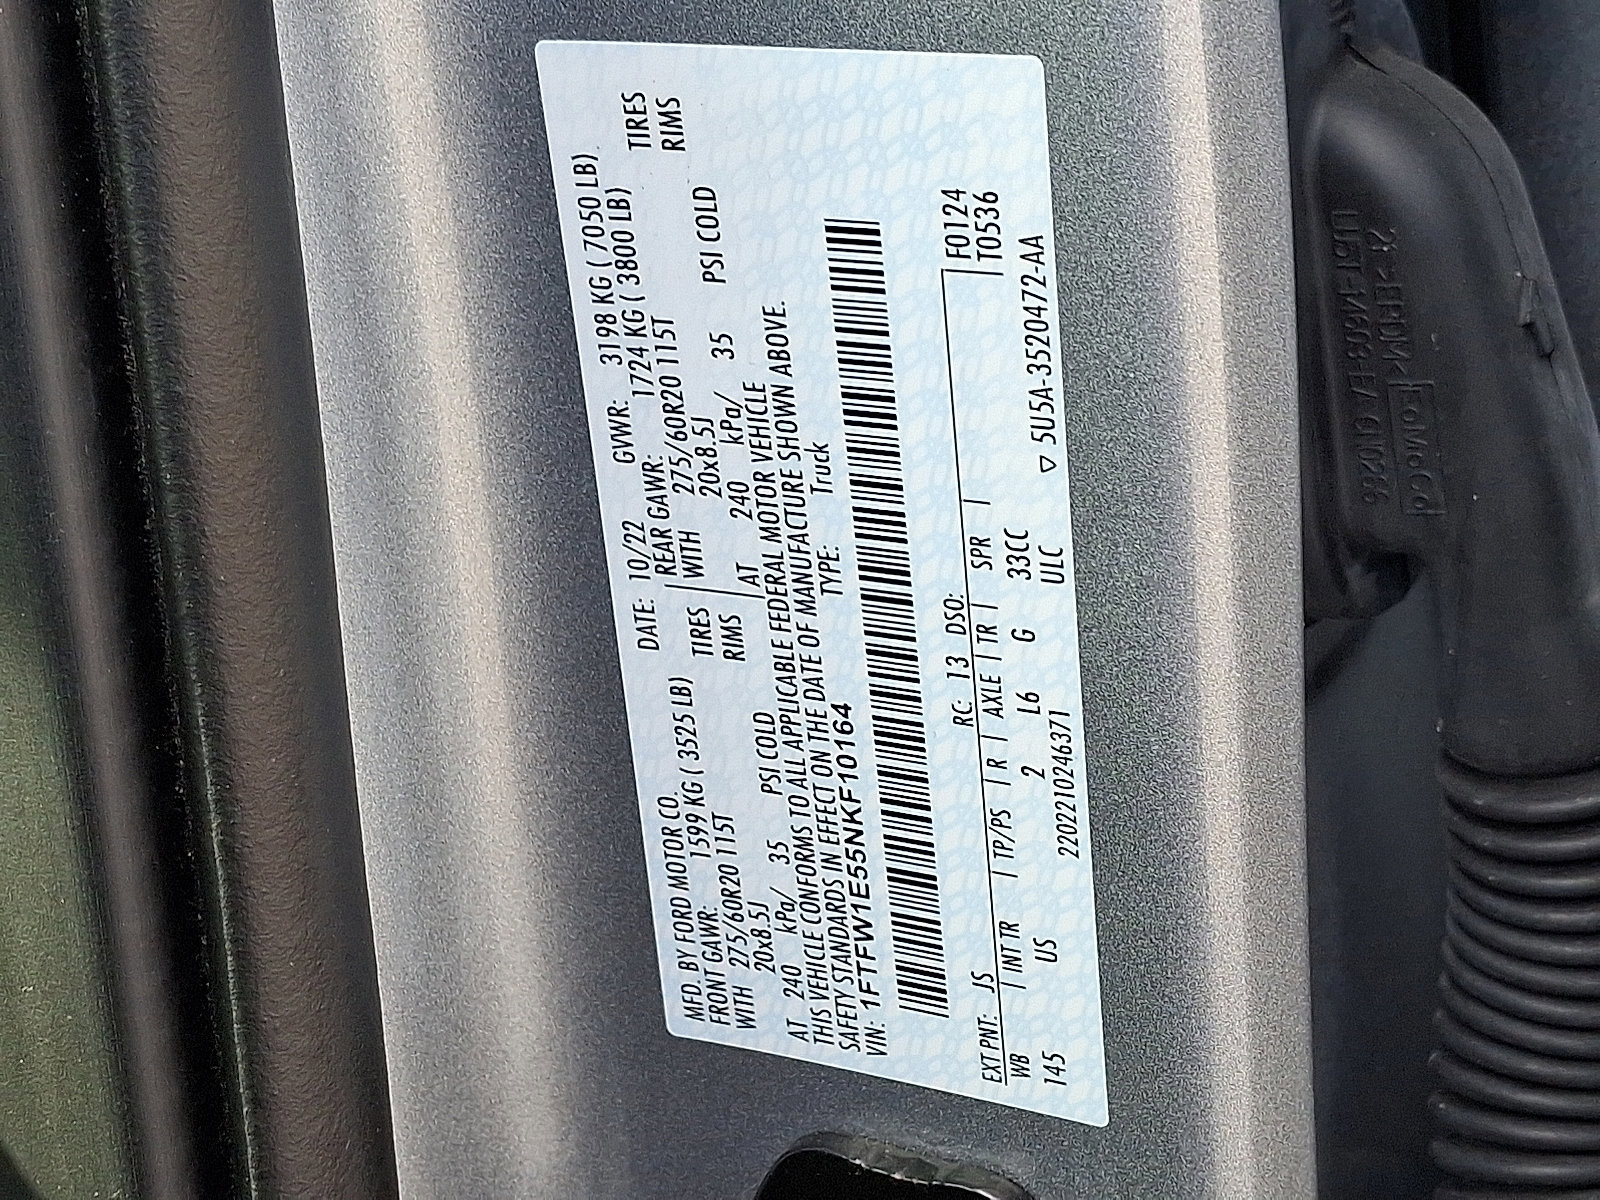 MFD. BY FORD MOTOR CO. DATE: 10/22 GVWR: 3198 KG ( 7050 LB)
FRONT GAWR: 1599 KG ( 3525 LB) REAR GAWR: 1724 KG ( 3800 LB)
WITH 275/60R20 115T TIRES WITH 275/60R20 115T TIRES
20x8.5J RIMS 20x8.5J RIMS
AT 240 kPa/ 35 PSI COLD AT 240 kPa/ 35 PSI COLD
THIS VEHICLE CONFORMS TO ALL APPLICABLE FEDERAL MOTOR VEHICLE
SAFETY STANDARDS IN EFFECT ON THE DATE OF MANUFACTURE SHOWN ABOVE.
VIN: 1FTFW1E55NKF10164 TYPE: Truck
EXT PNT: JS RC: 13 DSO: F0124
WB | INT TR | TP/PS | R | AXLE | TR | SPR | T0536
145 US 2 L6 G 33CC
ULC
2202210246371 ▽ 5U5A-3520472-AA
FoMoCo